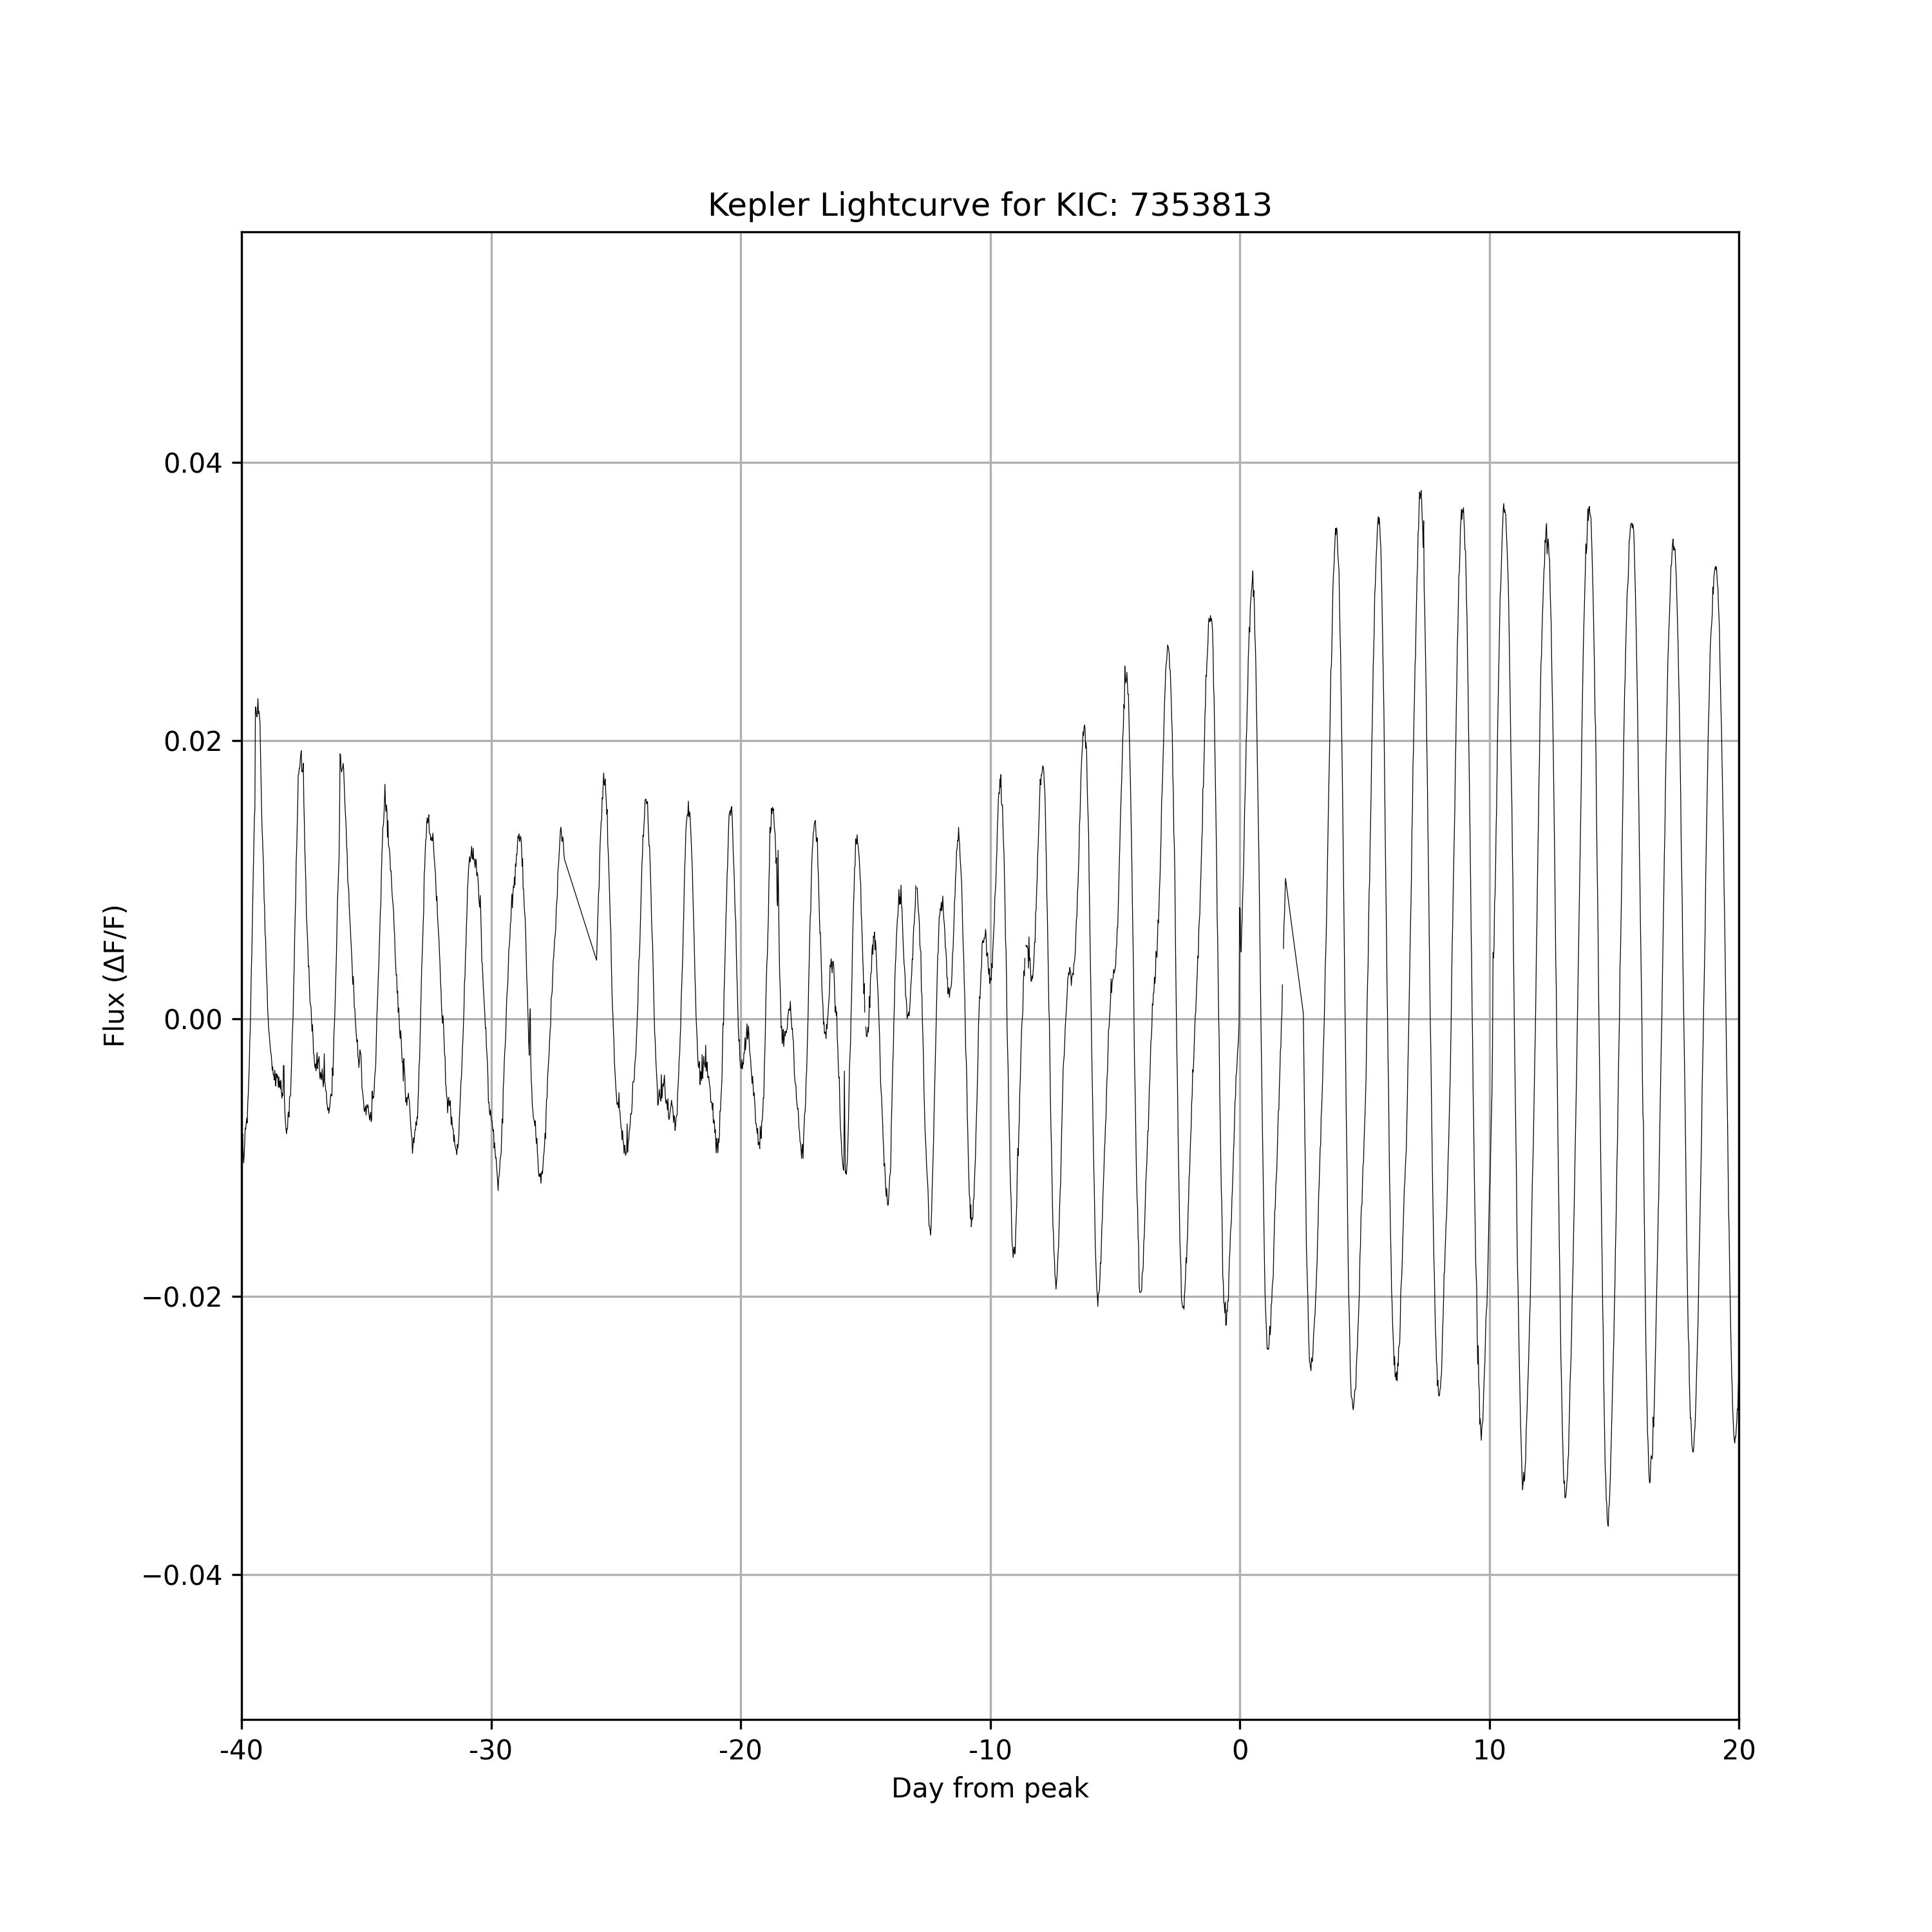 Kepler Lightcurve for KIC: 7353813
Flux (ΔF/F)
0.04
0.02
0.00
−0.02
−0.04
-40 -30 -20 -10 0 10 20
Day from peak